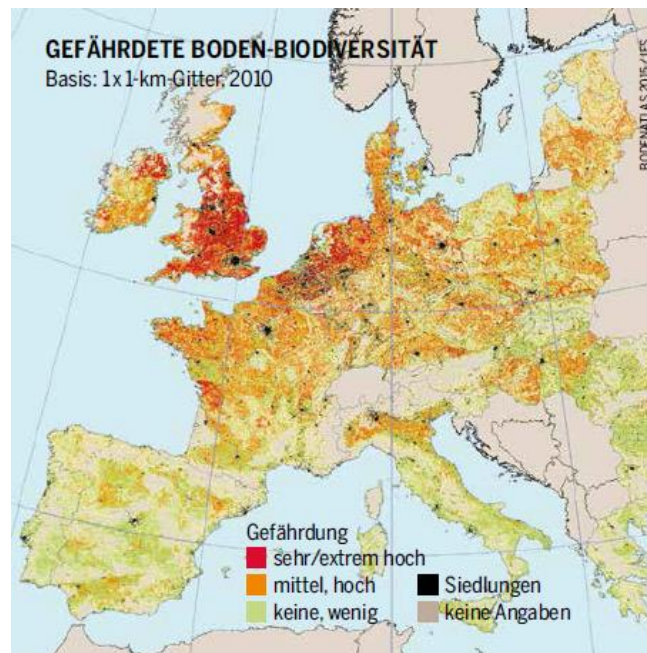 GEFÄHRDETE BODEN-BIODIVERSITÄT
Basis: 1x1-km-Gitter, 2010
BODENATLAS 2015 / IES
Gefährdung
sehr/extrem hoch
mittel, hoch
keine, wenig
Siedlungen
keine Angaben